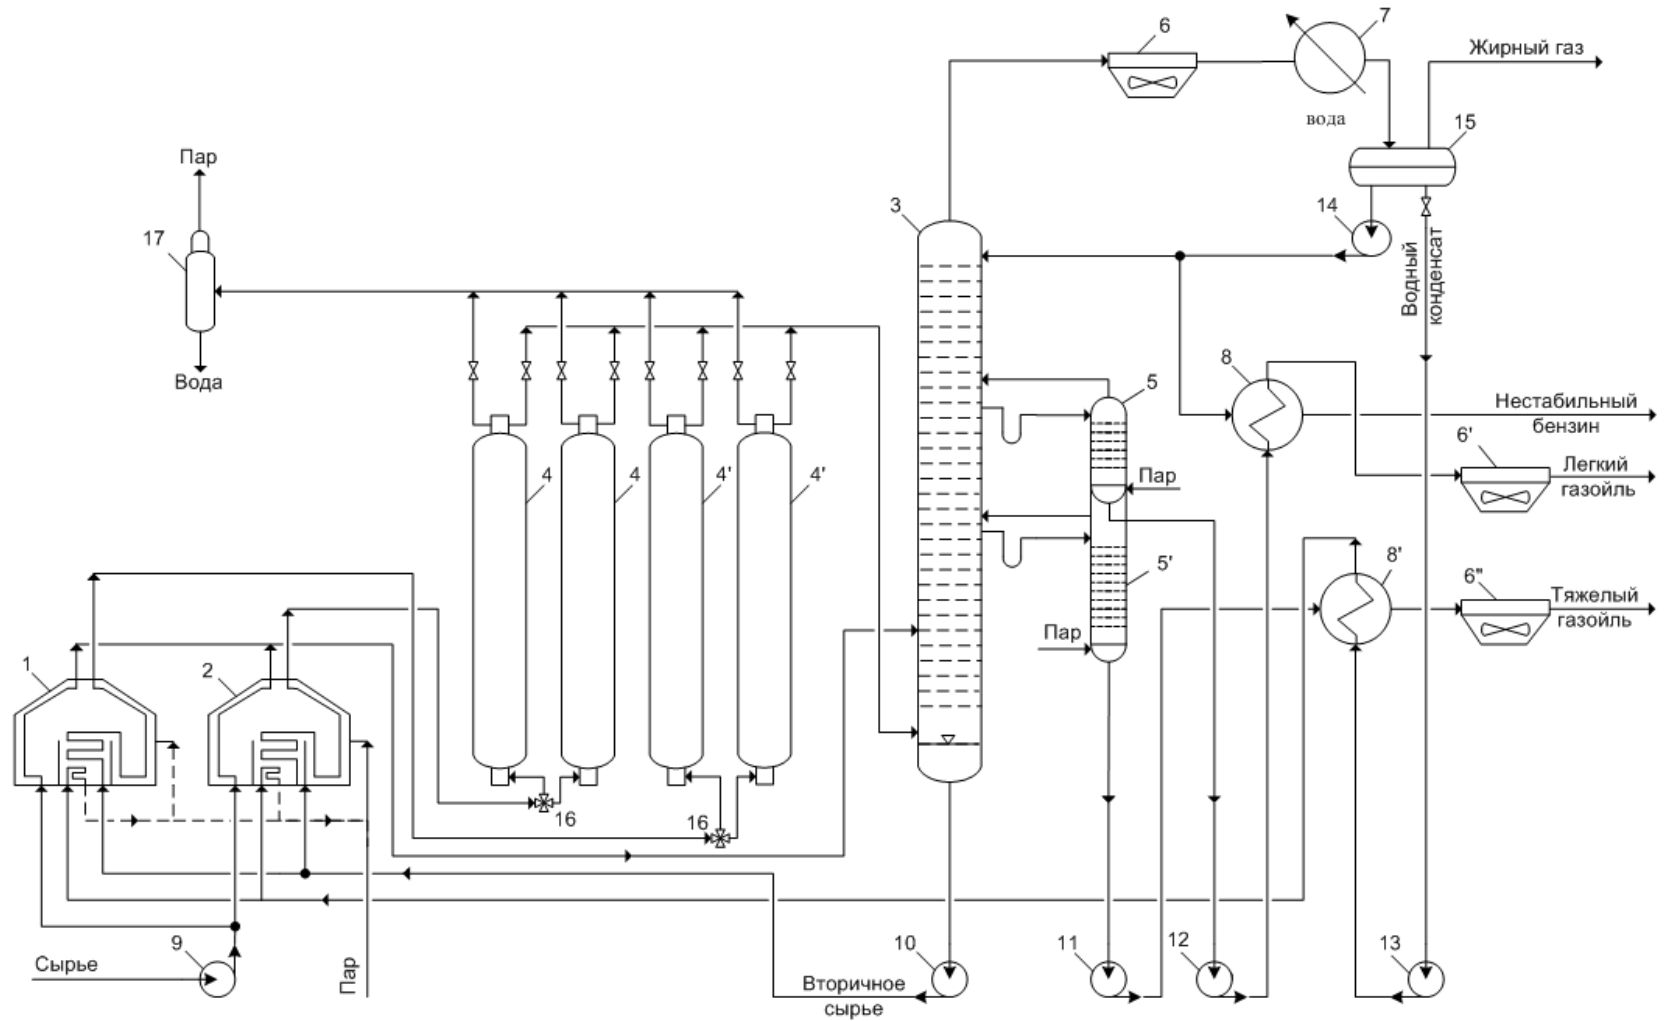 6
7
Жирный газ
вода
15
Пар
3
14
17
Водный
конденсат
Вода
8
5
Нестабильный
бензин
6'
Легкий
газойль
4
4
4'
4'
Пар
5'
8'
6"
Тяжелый
газойль
Пар
1
2
16
16
9
10
11
12
13
Сырье
Пар
Вторичное
сырье